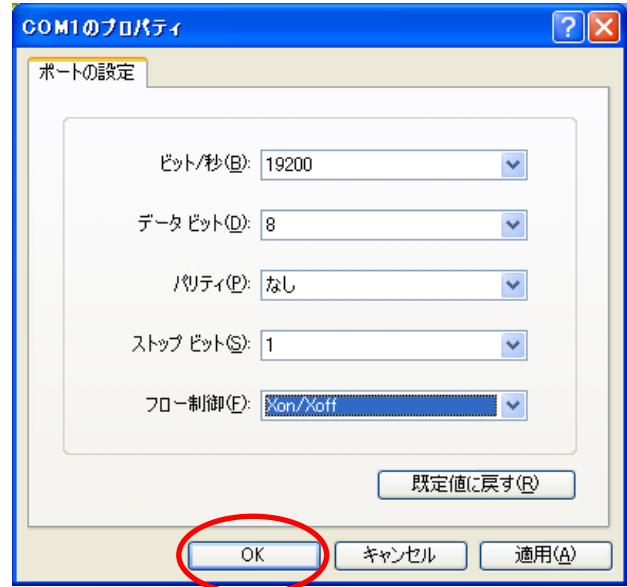 COM1のプロパティ
ポートの設定
ビット/秒(B): 19200
データ ビット(D): 8
パリティ(P): なし
ストップ ビット(S): 1
フロー制御(F): Xon/Xoff
既定値に戻す(R)
OK キャンセル 適用(A)